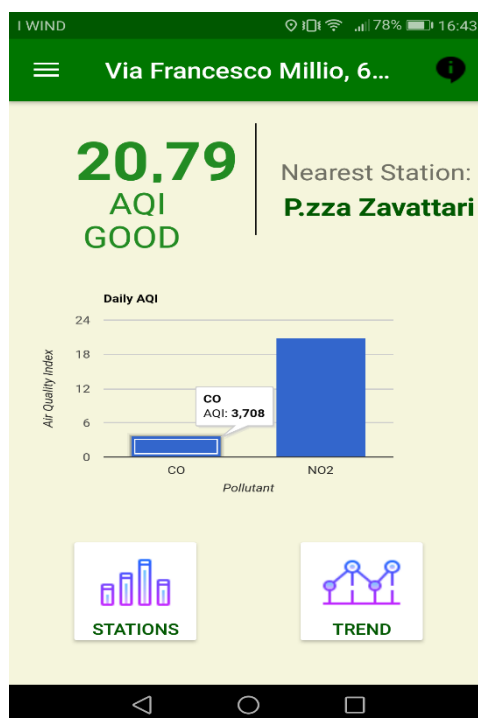 I WIND
78% 16:43
Via Francesco Millio, 6...
20,79
AQI
GOOD
Nearest Station:
P.zza Zavattari
Daily AQI
24
18
12
6
0
Air Quality Index
CO
AQI: 3,708
CO
NO2
Pollutant
STATIONS
TREND